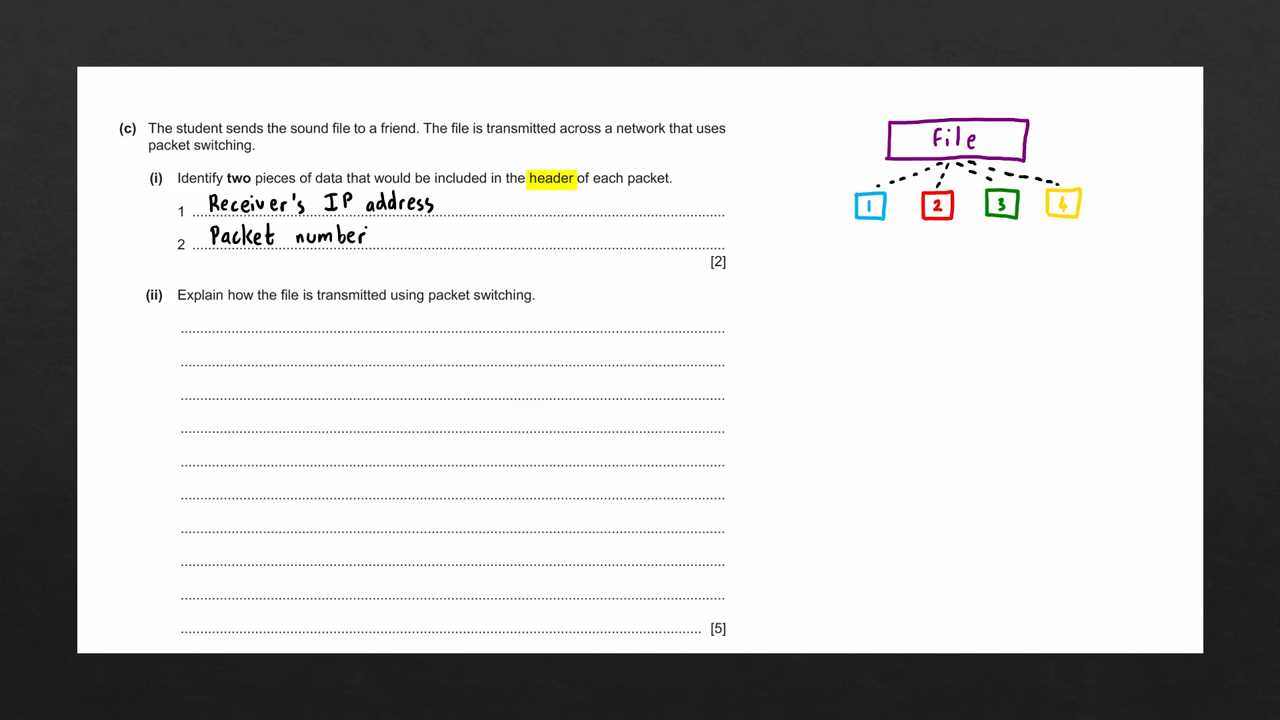 (c) The student sends the sound file to a friend. The file is transmitted across a network that uses
packet switching.
(i) Identify two pieces of data that would be included in the header of each packet.
1 Receiver's IP address
2 Packet number
[2]
(ii) Explain how the file is transmitted using packet switching.
[5]
File
1 2 3 4